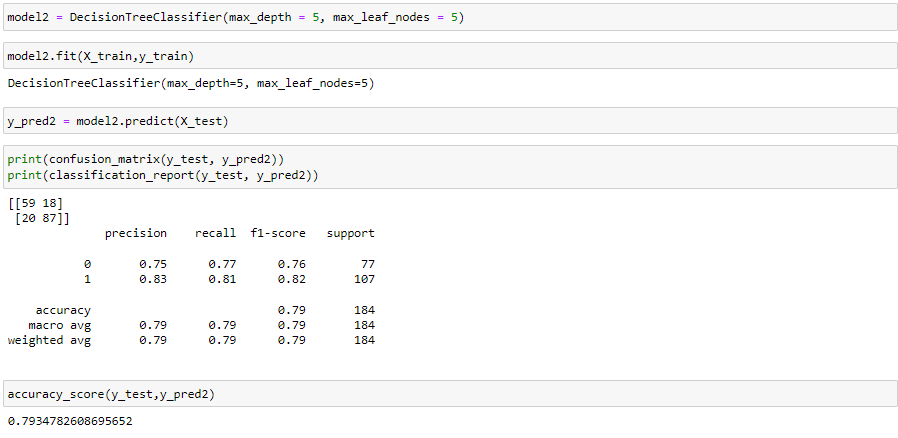 model2 = DecisionTreeClassifier(max_depth = 5, max_leaf_nodes = 5)
model2.fit(X_train,y_train)
DecisionTreeClassifier(max_depth=5, max_leaf_nodes=5)
y_pred2 = model2.predict(X_test)
print(confusion_matrix(y_test, y_pred2))
print(classification_report(y_test, y_pred2))
[[59 18]
 [20 87]]
              precision    recall  f1-score   support
           0       0.75      0.77      0.76        77
           1       0.83      0.81      0.82       107
    accuracy                           0.79       184
   macro avg       0.79      0.79      0.79       184
weighted avg       0.79      0.79      0.79       184
accuracy_score(y_test,y_pred2)
0.7934782608695652